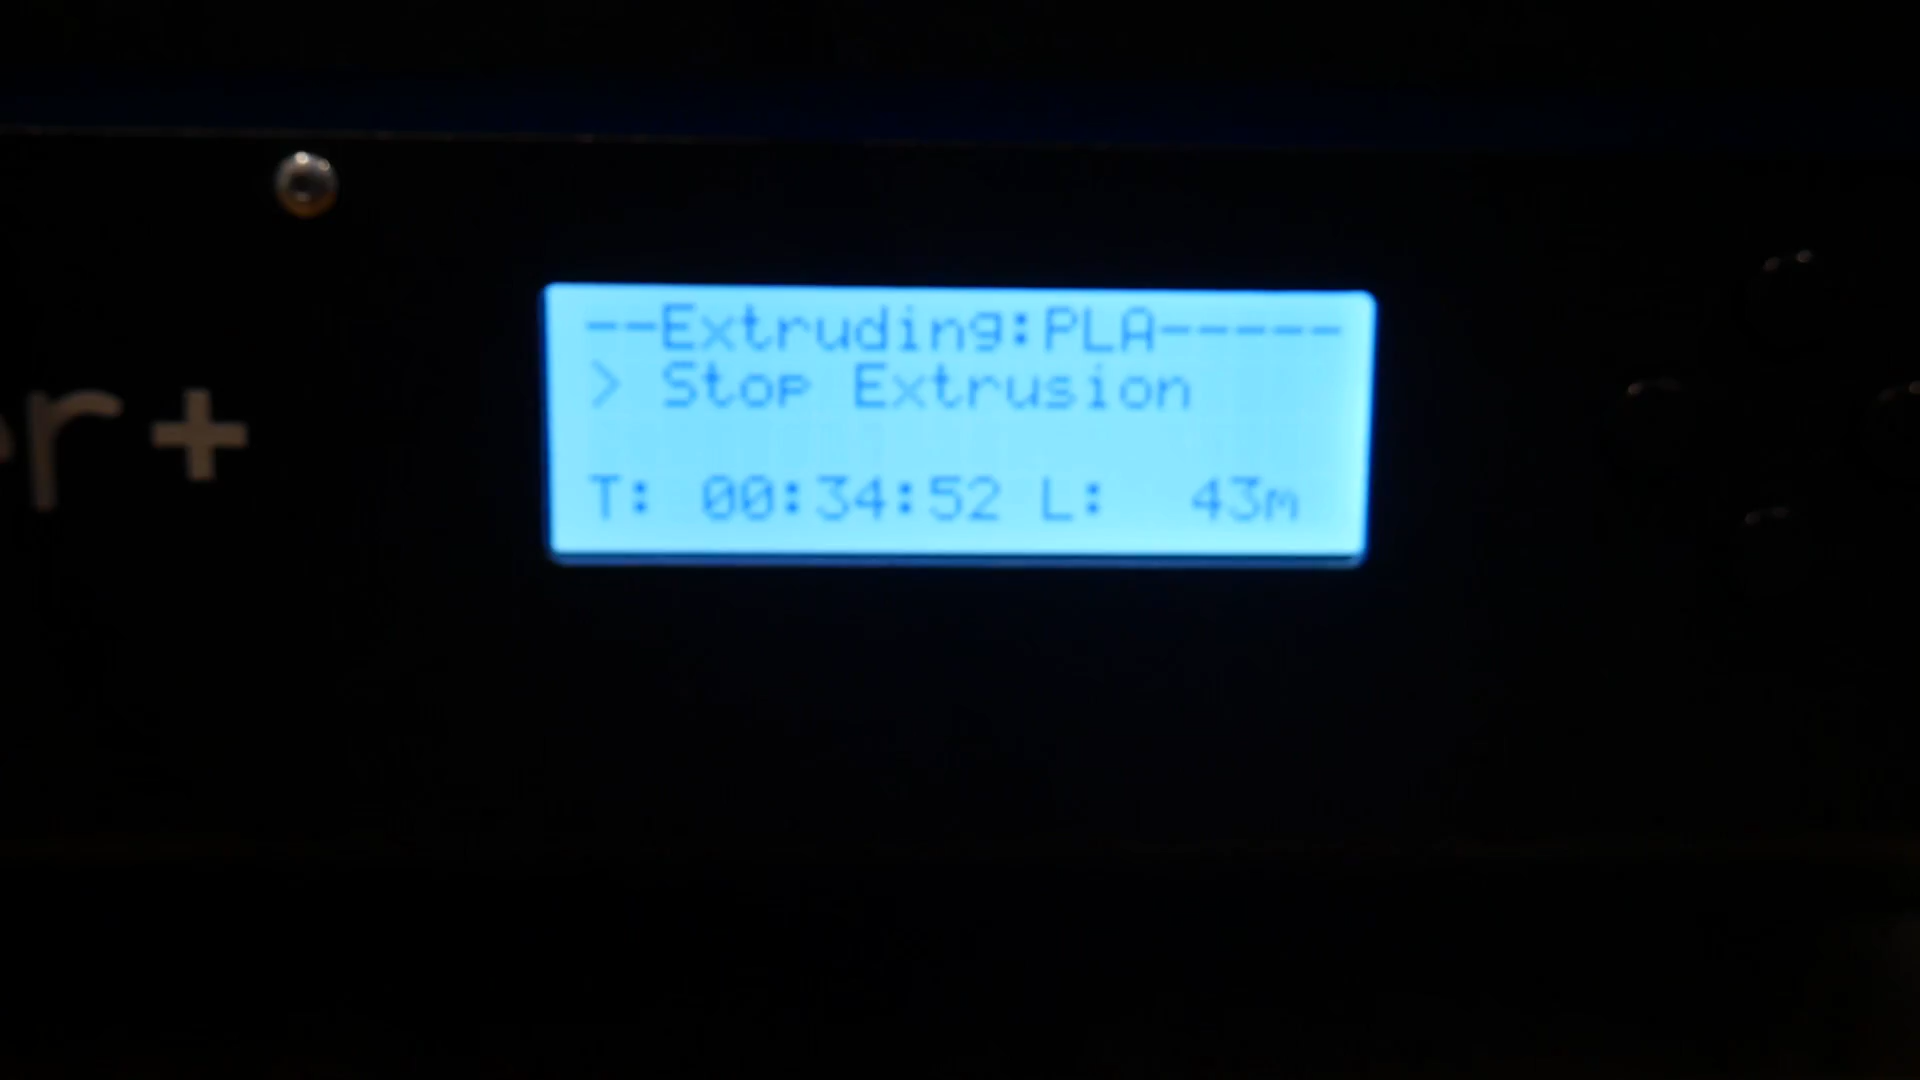 --Extruding:PLA-----
> Stop Extrusion
T: 00:34:52 L:  43m
r+